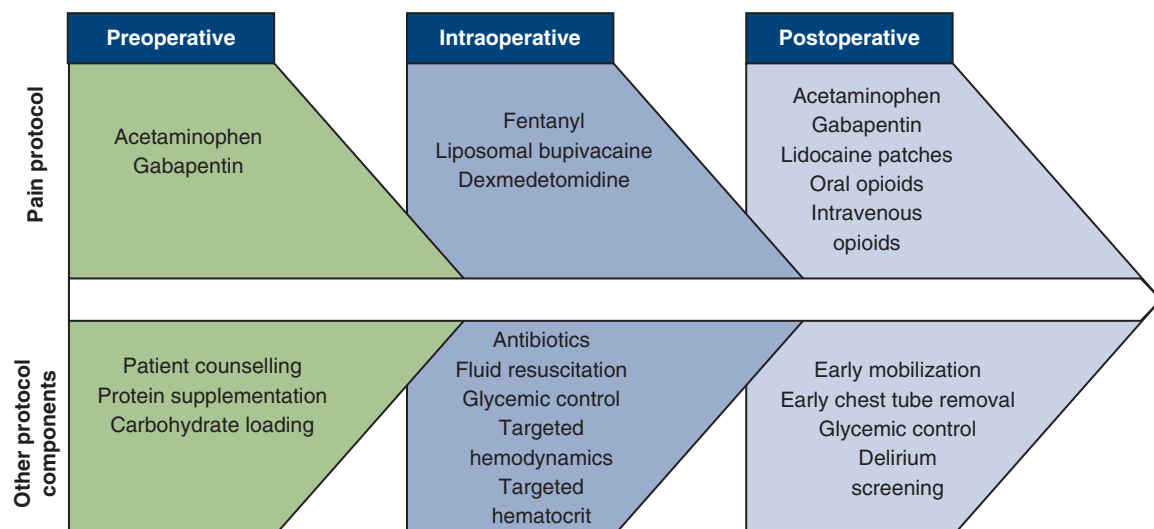 Preoperative
Intraoperative
Postoperative
Pain protocol
Acetaminophen
Gabapentin
Fentanyl
Liposomal bupivacaine
Dexmedetomidine
Acetaminophen
Gabapentin
Lidocaine patches
Oral opioids
Intravenous
opioids
Other protocol
components
Patient counselling
Protein supplementation
Carbohydrate loading
Antibiotics
Fluid resuscitation
Glycemic control
Targeted
hemodynamics
Targeted
hematocrit
Early mobilization
Early chest tube removal
Glycemic control
Delirium
screening